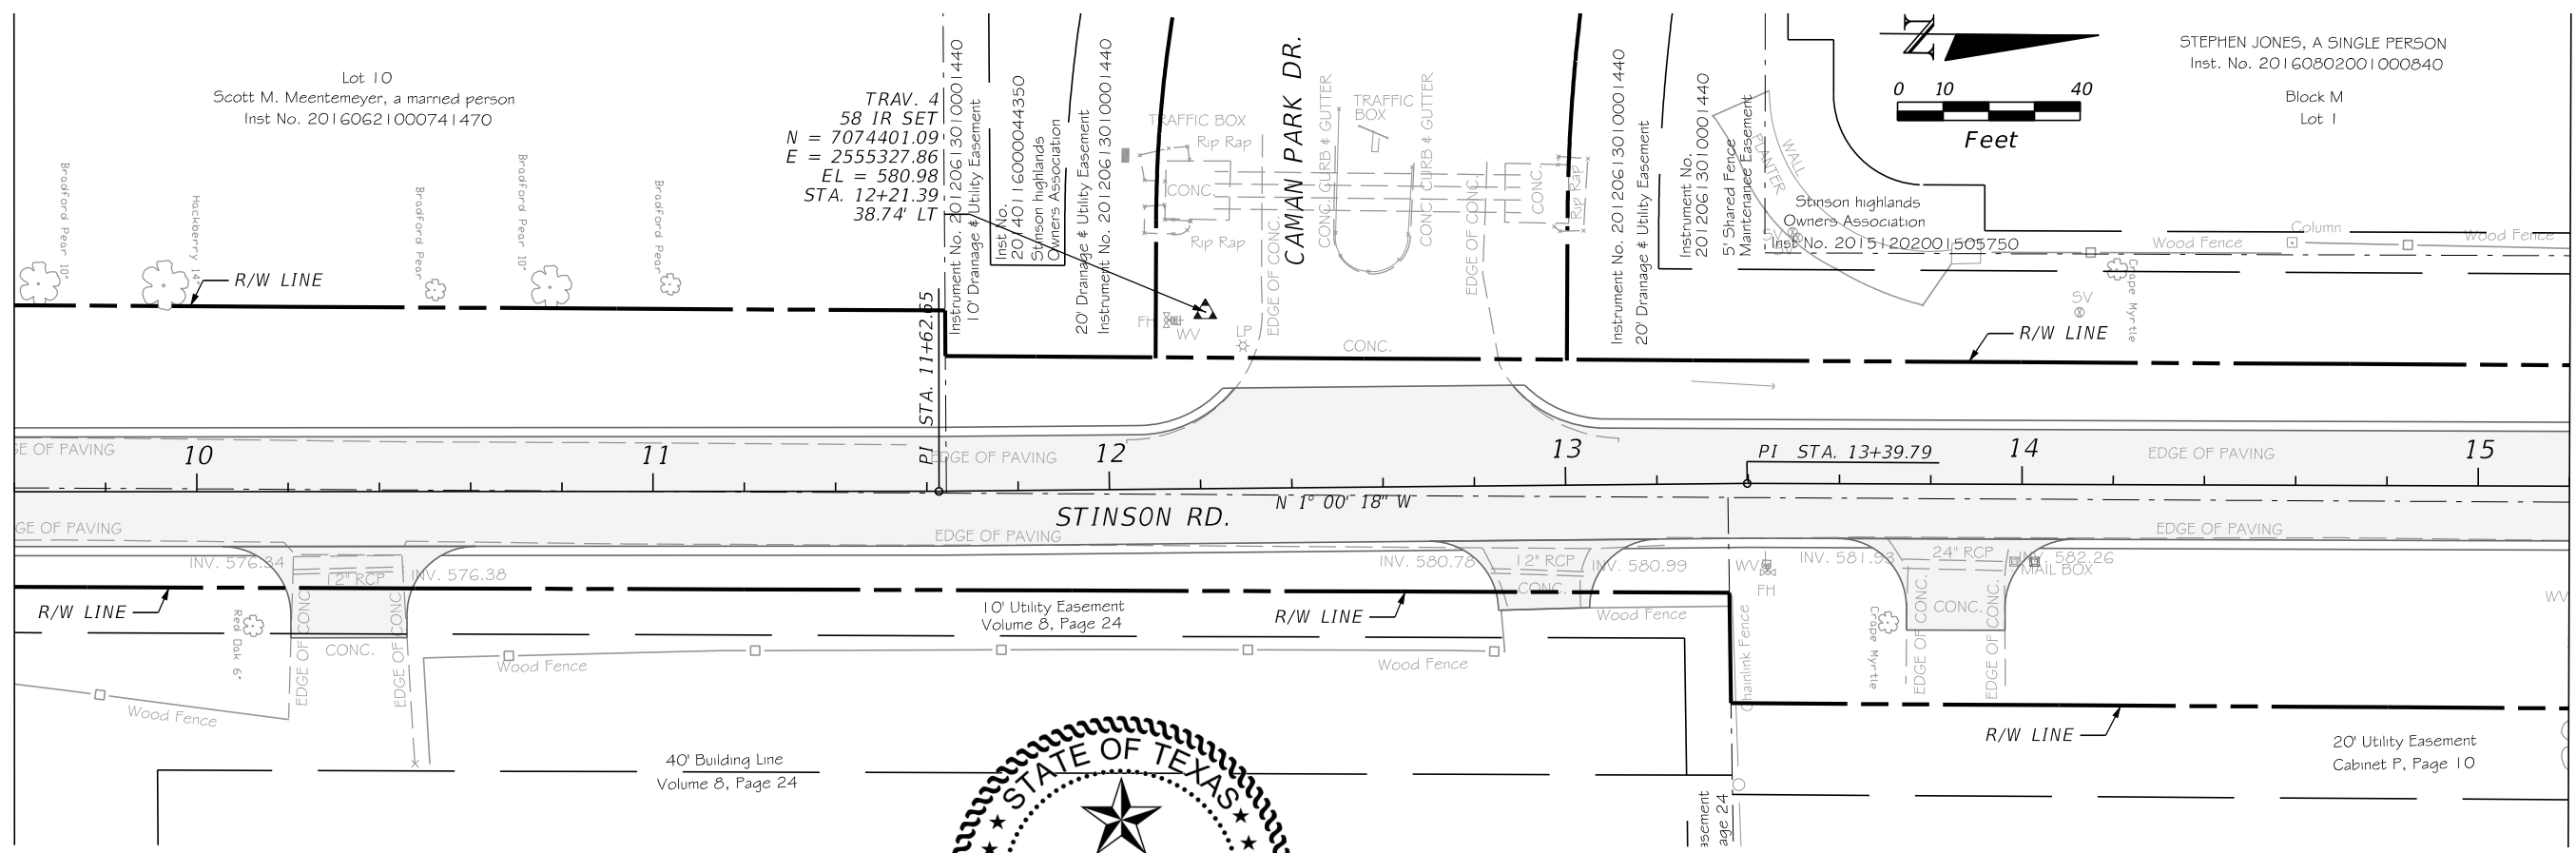 Lot 10
Scott M. Meentemeyer, a married person
Inst No. 20160621000741470
TRAV. 4
58 IR SET
N = 7074401.09
E = 2555327.86
EL = 580.98
STA. 12+21.39
38.74' LT
Instrument No. 20120613010001440
10' Drainage & Utility Easement
Inst No.
20140116000044350
Stinson highlands
Owners Association
20' Drainage & Utility Easement
Instrument No. 20120613010001440
TRAFFIC BOX
Rip Rap
CONC.
Rip Rap
EDGE OF CONC.
CAMAN PARK DR.
CONC. CURB & GUTTER
TRAFFIC
BOX
CONC. CURB & GUTTER
EDGE OF CONC.
CONC.
Rip Rap
Instrument No. 20120613010001440
20' Drainage & Utility Easement
Instrument No.
20120613010001440
5' Shared Fence
Maintenance Easement
WALL
PLANTER
N
0 10 40
Feet
STEPHEN JONES, A SINGLE PERSON
Inst. No. 20160802001000840
Block M
Lot 1
Stinson highlands
Owners Association
Inst No. 20151202001505750
SV
Wood Fence
Column
Wood Fence
Crape Myrtle
SV
Bradford Pear 10"
Hackberry 14"
Bradford Pear
Bradford Pear 10"
Bradford Pear
R/W LINE
FH
WV
LP
CONC.
R/W LINE
PI STA. 11+62.65
EDGE OF PAVING
10
11
EDGE OF PAVING
12
13
PI STA. 13+39.79
14
EDGE OF PAVING
15
N 1° 00' 18" W
STINSON RD.
EDGE OF PAVING
EDGE OF PAVING
EDGE OF PAVING
INV. 576.34
12" RCP
INV. 576.38
INV. 580.78
12" RCP
CONC.
INV. 580.99
WV
FH
INV. 581.93
24" RCP
INV. 582.26
MAIL BOX
WV
R/W LINE
Red Oak 6"
EDGE OF CONC.
CONC.
EDGE OF CONC.
10' Utility Easement
Volume 8, Page 24
R/W LINE
Wood Fence
Chainlink Fence
Crape Myrtle
EDGE OF CONC.
CONC.
EDGE OF CONC.
Wood Fence
Wood Fence
Wood Fence
R/W LINE
40' Building Line
Volume 8, Page 24
20' Utility Easement
Cabinet P, Page 10
STATE OF TEXAS
asement
age 24